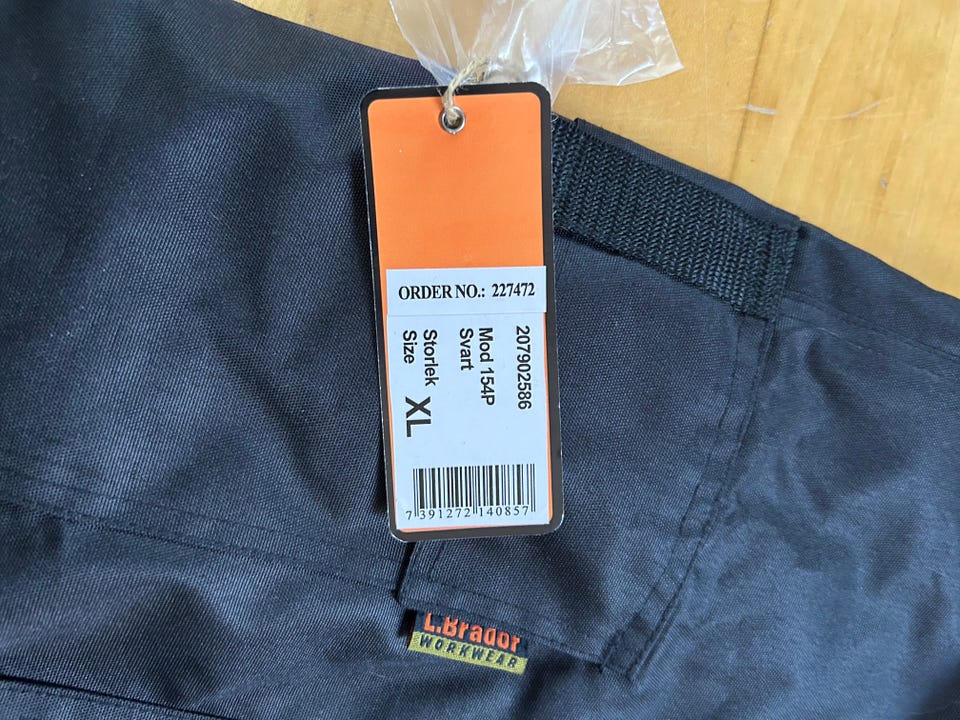 ORDER NO.: 227472
207902586
Mod 154P
Svart
Storlek XL
Size
7 391272 140857
L.Brador
WORKWEAR